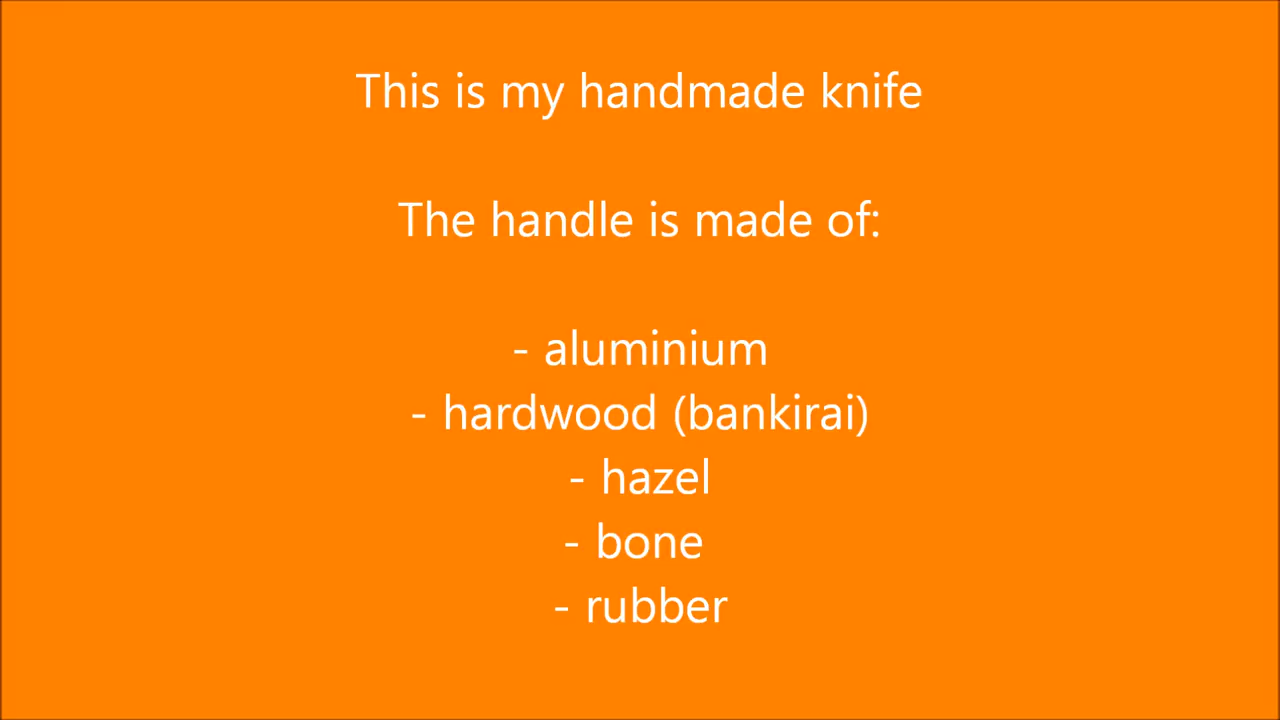 This is my handmade knife
The handle is made of:
- aluminium
- hardwood (bankirai)
- hazel
- bone
- rubber